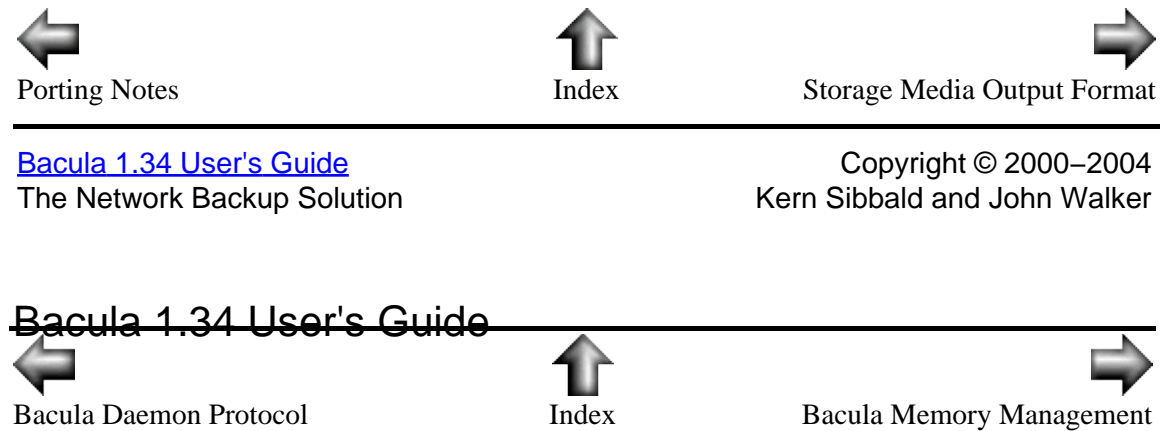 Porting Notes Index Storage Media Output Format
Bacula 1.34 User's Guide Copyright © 2000−2004
The Network Backup Solution Kern Sibbald and John Walker
Bacula 1.34 User's Guide
Bacula Daemon Protocol Index Bacula Memory Management